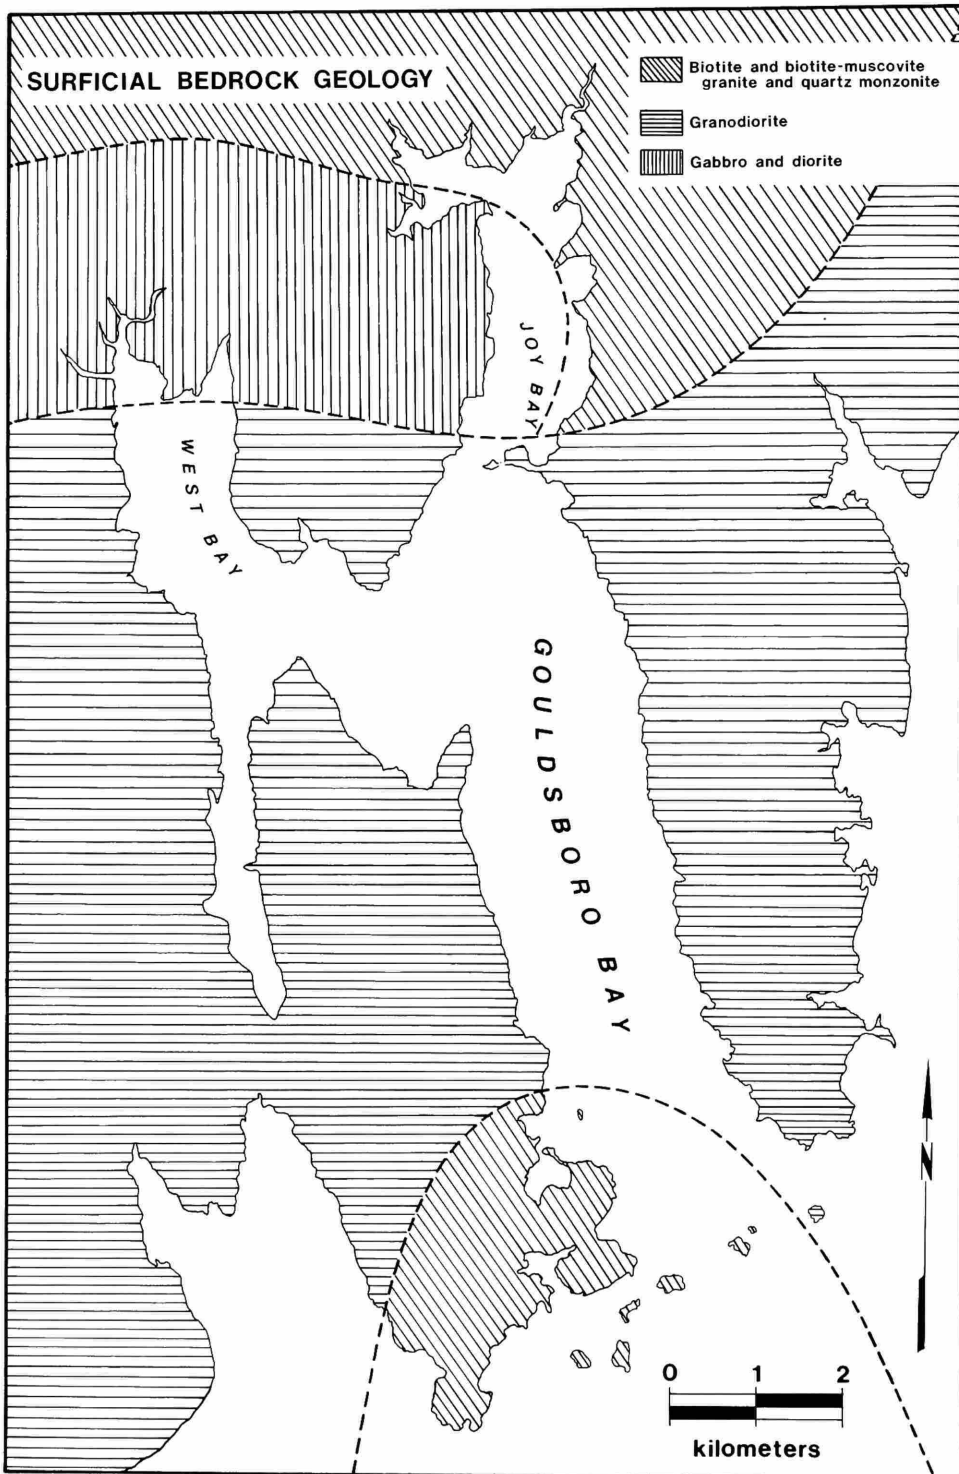 SURFICIAL BEDROCK GEOLOGY
Biotite and biotite-muscovite
granite and quartz monzonite
Granodiorite
Gabbro and diorite
JOY BAY
WEST BAY
GOULDSBORO BAY
N
0 1 2
kilometers